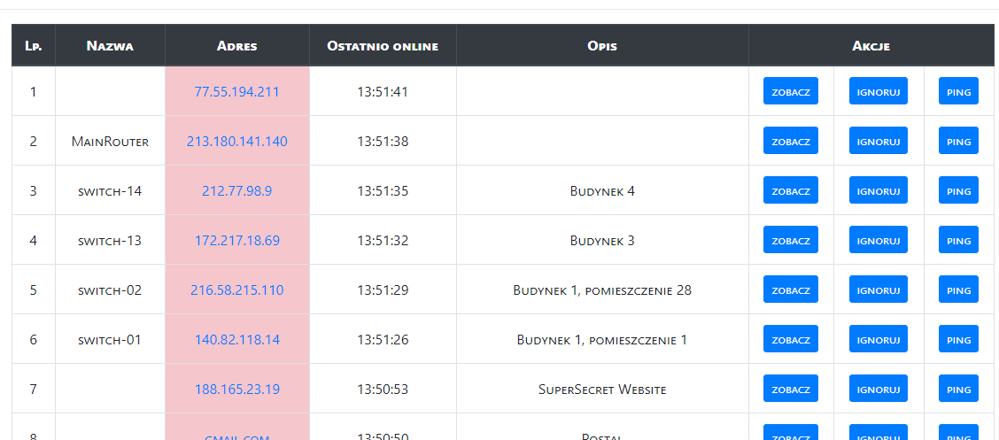 Lp. Nazwa Adres Ostatnio online Opis Akcje
1 77.55.194.211 13:51:41 zobacz ignoruj ping
2 MainRouter 213.180.141.140 13:51:38 zobacz ignoruj ping
3 switch-14 212.77.98.9 13:51:35 Budynek 4 zobacz ignoruj ping
4 switch-13 172.217.18.69 13:51:32 Budynek 3 zobacz ignoruj ping
5 switch-02 216.58.215.110 13:51:29 Budynek 1, pomieszczenie 28 zobacz ignoruj ping
6 switch-01 140.82.118.14 13:51:26 Budynek 1, pomieszczenie 1 zobacz ignoruj ping
7 188.165.23.19 13:50:53 SuperSecret Website zobacz ignoruj ping
8 gmail.com 13:50:50 Postal zobacz ignoruj ping